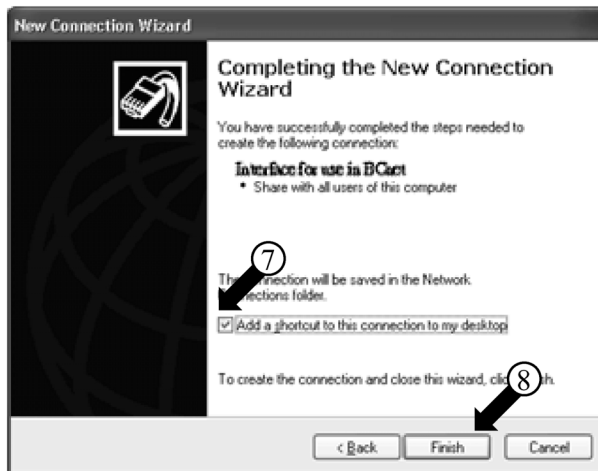 New Connection Wizard
Completing the New Connection
Wizard
You have successfully completed the steps needed to
create the following connection:
Interface for use in BCast
• Share with all users of this computer
7
connection will be saved in the Network
folder.
Add a shortcut to this connection to my desktop
To create the connection and close this wizard,
8
< Back
Finish
Cancel